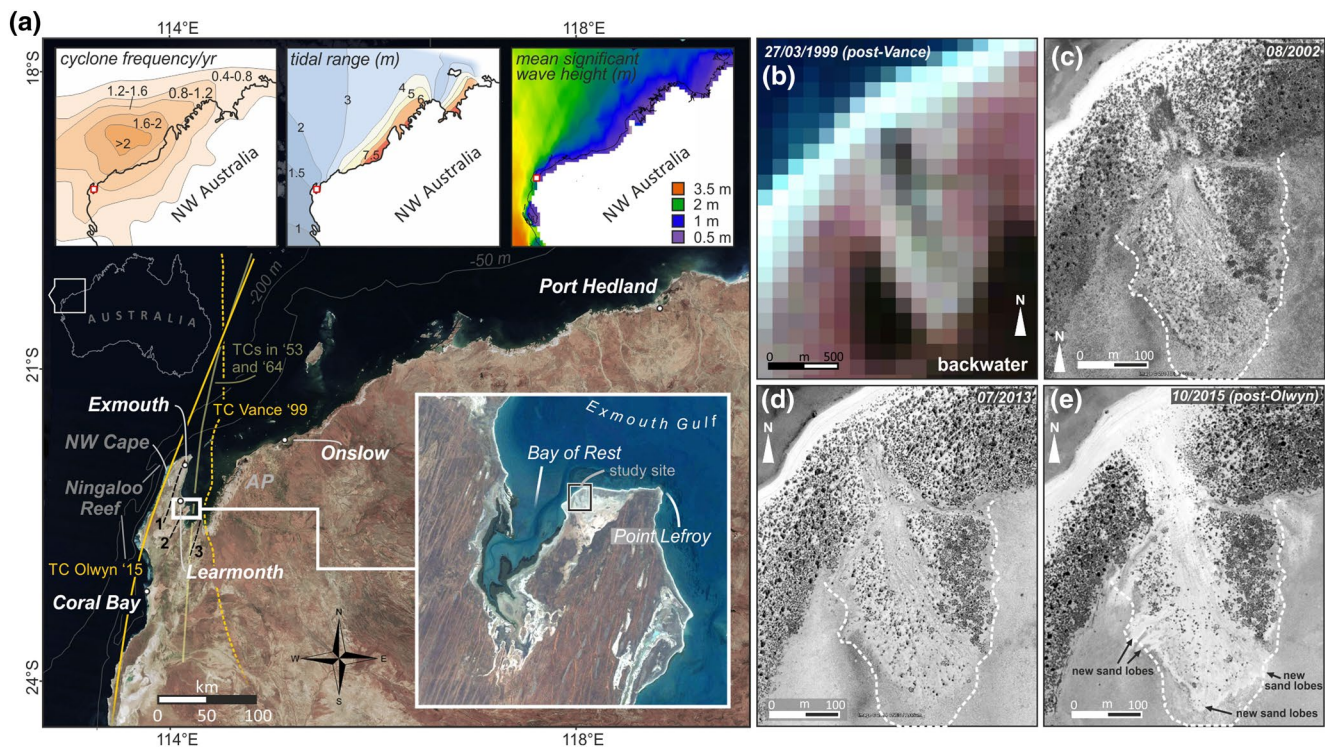 (a)
114°E
118°E
18°S
cyclone frequency/yr
0.4-0.8
1.2-1.6
0.8-1.2
1.6-2
>2
NW Australia
tidal range (m)
3
4
5
6
2
7.5
1.5
1
NW Australia
mean significant
wave height (m)
NW Australia
3.5 m
2 m
1 m
0.5 m
-50 m
-200 m
AUSTRALIA
Port Hedland
21°S
TCs in ‘53
and ‘64
TC Vance ‘99
Exmouth
NW Cape
Onslow
Ningaloo
Reef
AP
1
2
3
Learmonth
TC Olwyn ‘15
Coral Bay
Exmouth Gulf
Bay of Rest
study site
Point Lefroy
N
W
E
S
km
0 50 100
24°S
114°E
118°E
27/03/1999 (post-Vance)
(b)
N
0 m 500
backwater
(c)
08/2002
N
0 m 100
(d)
07/2013
N
0 m 100
(e)
10/2015 (post-Olwyn)
N
new sand lobes
new
sand lobes
new sand lobes
0 m 100